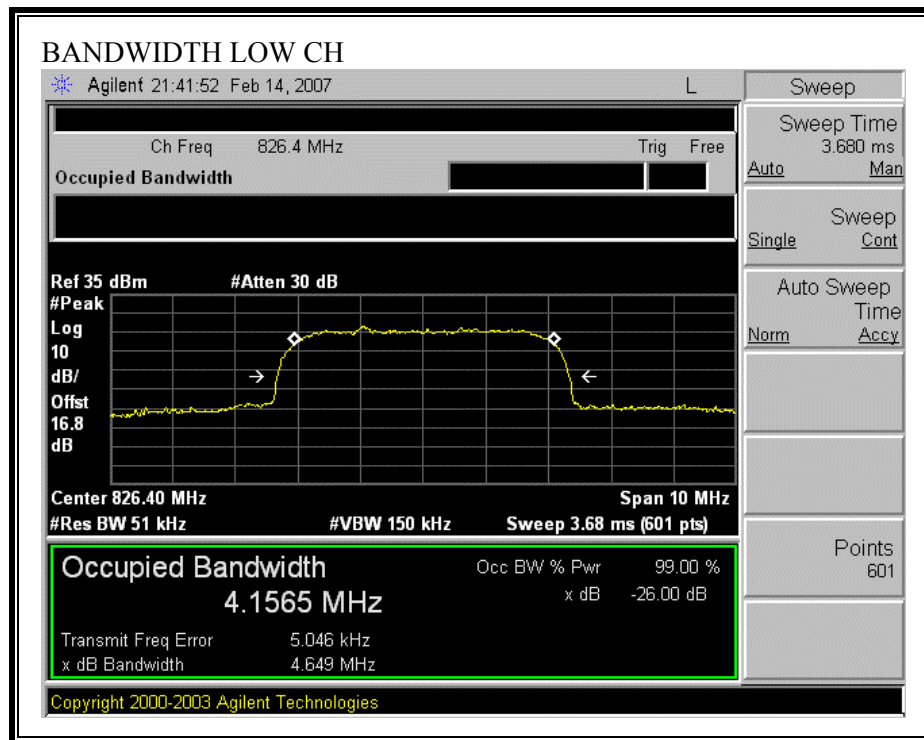 BANDWIDTH LOW CH
Agilent 21:41:52 Feb 14, 2007 L
Sweep
Ch Freq 826.4 MHz Trig Free
Occupied Bandwidth
Sweep Time
3.680 ms
Auto Man
Sweep
Single Cont
Auto Sweep
Time
Norm Accy
Ref 35 dBm #Atten 30 dB
#Peak
Log
10
dB/
Offst
16.8
dB
Center 826.40 MHz Span 10 MHz
#Res BW 51 kHz #VBW 150 kHz Sweep 3.68 ms (601 pts)
Points
601
Occupied Bandwidth
4.1565 MHz
Occ BW % Pwr 99.00 %
x dB -26.00 dB
Transmit Freq Error 5.046 kHz
x dB Bandwidth 4.649 MHz
Copyright 2000-2003 Agilent Technologies